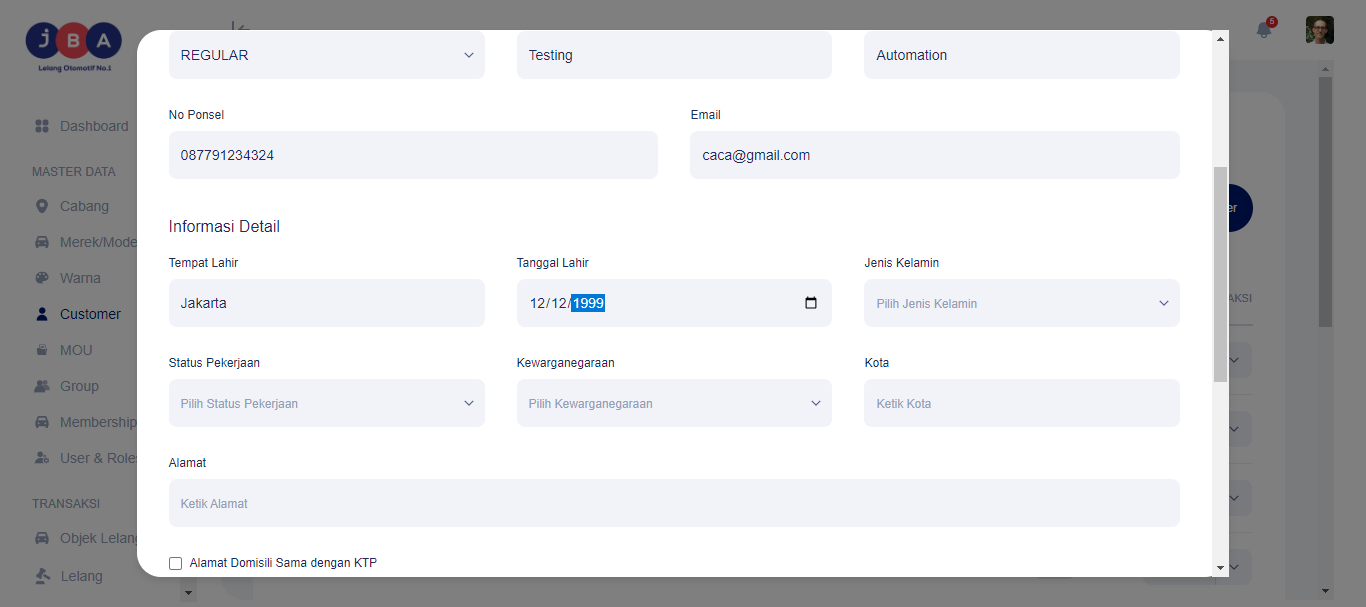 JBA
Lelang Otomotif No.1
6
Dashboard
MASTER DATA
Cabang
Merek/Mode
Warna
Customer
MOU
Group
Membership
User & Roles
TRANSAKSI
Objek Lelang
Lelang
REGULAR
Testing
Automation
No Ponsel
Email
087791234324
caca@gmail.com
Informasi Detail
Tempat Lahir
Tanggal Lahir
Jenis Kelamin
Jakarta
12/12/1999
Pilih Jenis Kelamin
Status Pekerjaan
Kewarganegaraan
Kota
Pilih Status Pekerjaan
Pilih Kewarganegaraan
Ketik Kota
Alamat
Ketik Alamat
Alamat Domisili Sama dengan KTP
er
AKSI